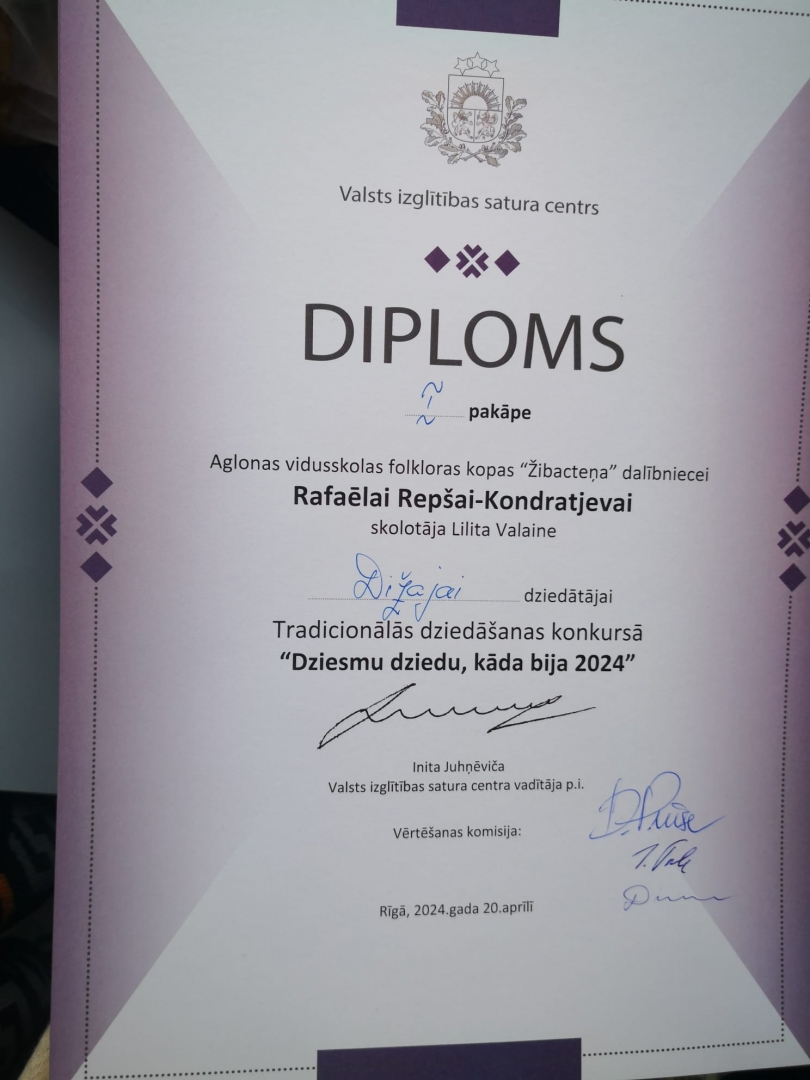 Valsts izglītības satura centrs
DIPLOMS
I pakāpe
Aglonas vidusskolas folkloras kopas “Žibacteņa” dalībniecei
Rafaēlai Repšai-Kondratjevai
skolotāja Lilita Valaine
Dižajai dziedātājai
Tradicionālās dziedāšanas konkursā
“Dziesmu dziedu, kāda bija 2024”
Inita Juhņēviča
Valsts izglītības satura centra vadītāja p.i.
Vērtēšanas komisija:
Rīgā, 2024.gada 20.aprīlī